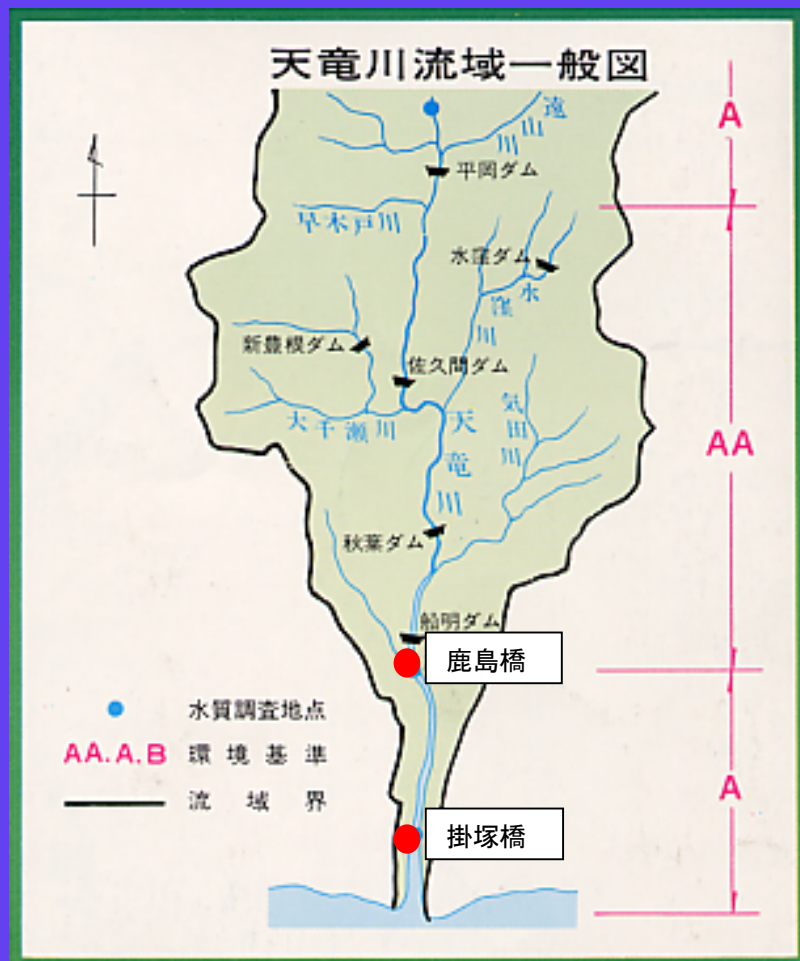 天竜川流域一般図
遠山川
A
平岡ダム
早木戸川
水窪ダム
水窪川
新豊根ダム
佐久間ダム
大千瀬川
天竜川
気田川
AA
秋葉ダム
船明ダム
鹿島橋
水質調査地点
AA.A.B 環境基準
流域界
A
掛塚橋